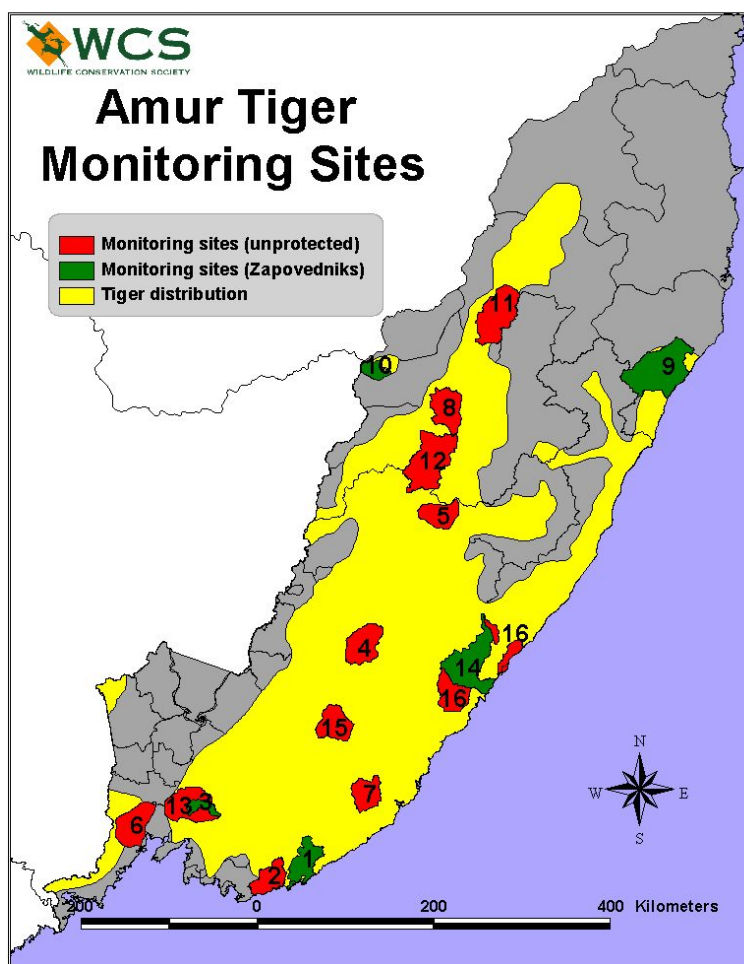 WCS
WILDLIFE CONSERVATION SOCIETY
Amur Tiger
Monitoring Sites
Monitoring sites (unprotected)
Monitoring sites (Zapovedniks)
Tiger distribution
11
10
9
8
12
5
16
4
14
16
15
7
13 3
6
2
1
N
W E
S
200 0 200 400 Kilometers